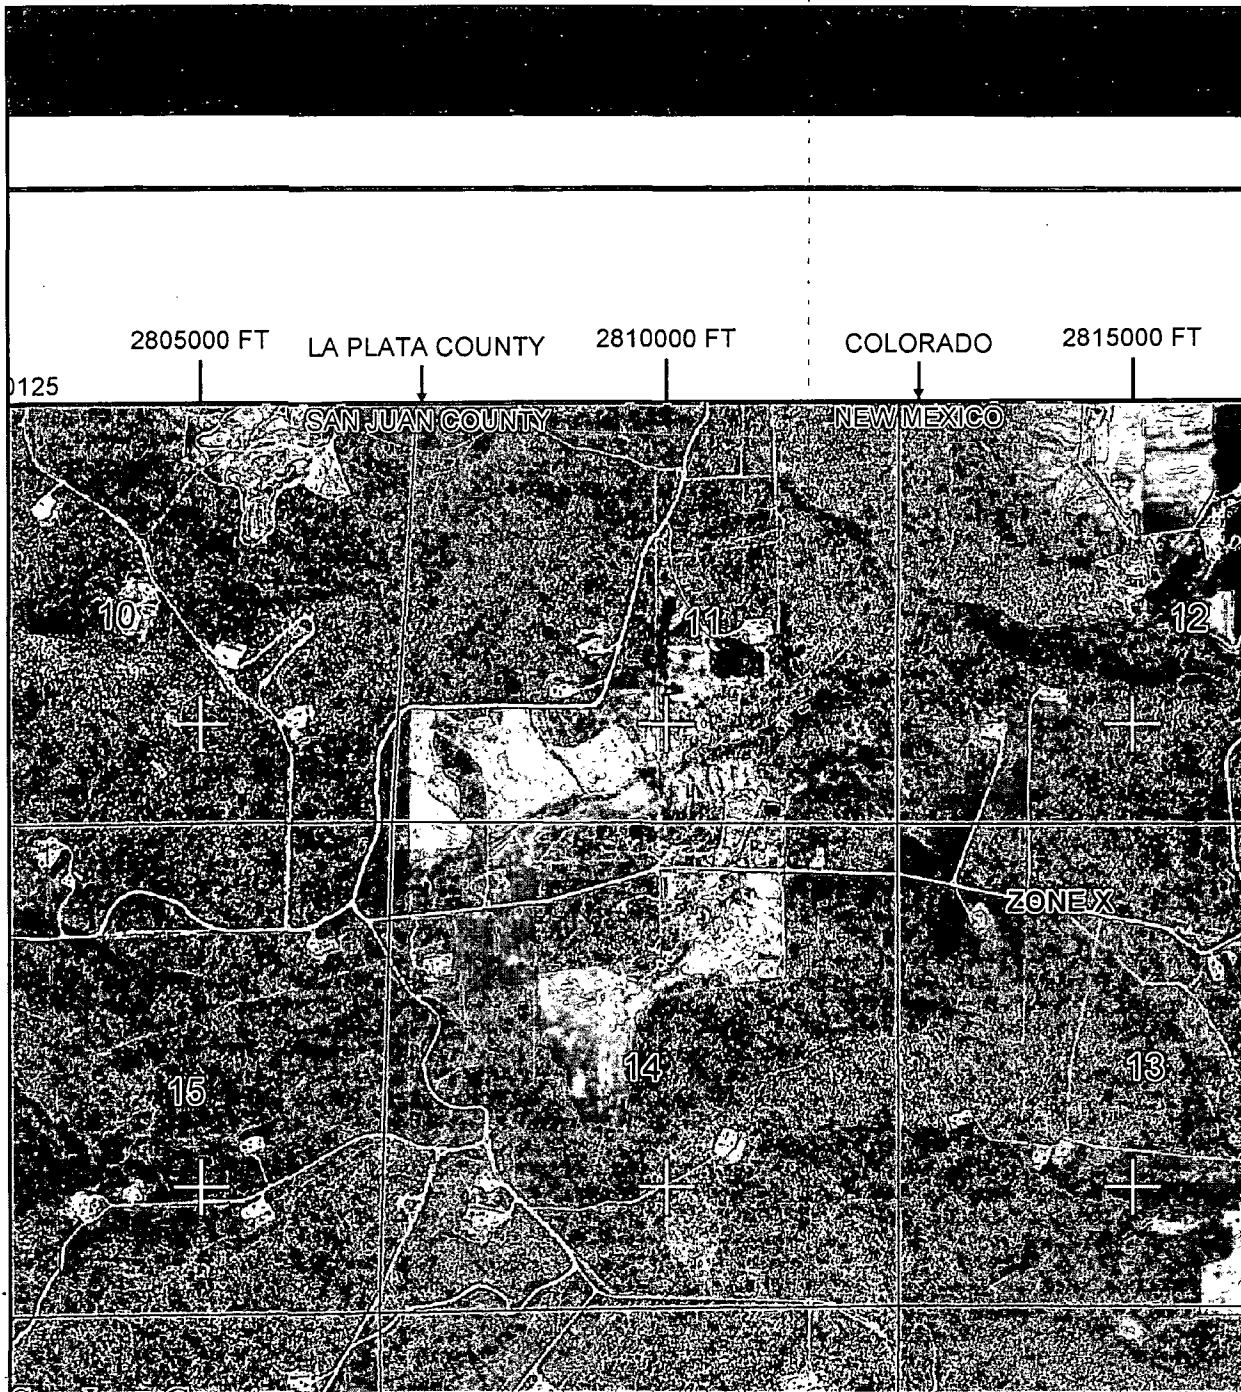 2805000 FT
LA PLATA COUNTY
2810000 FT
COLORADO
2815000 FT
0125
SAN JUAN COUNTY
NEW MEXICO
10
11
12
ZONE X
15
14
13